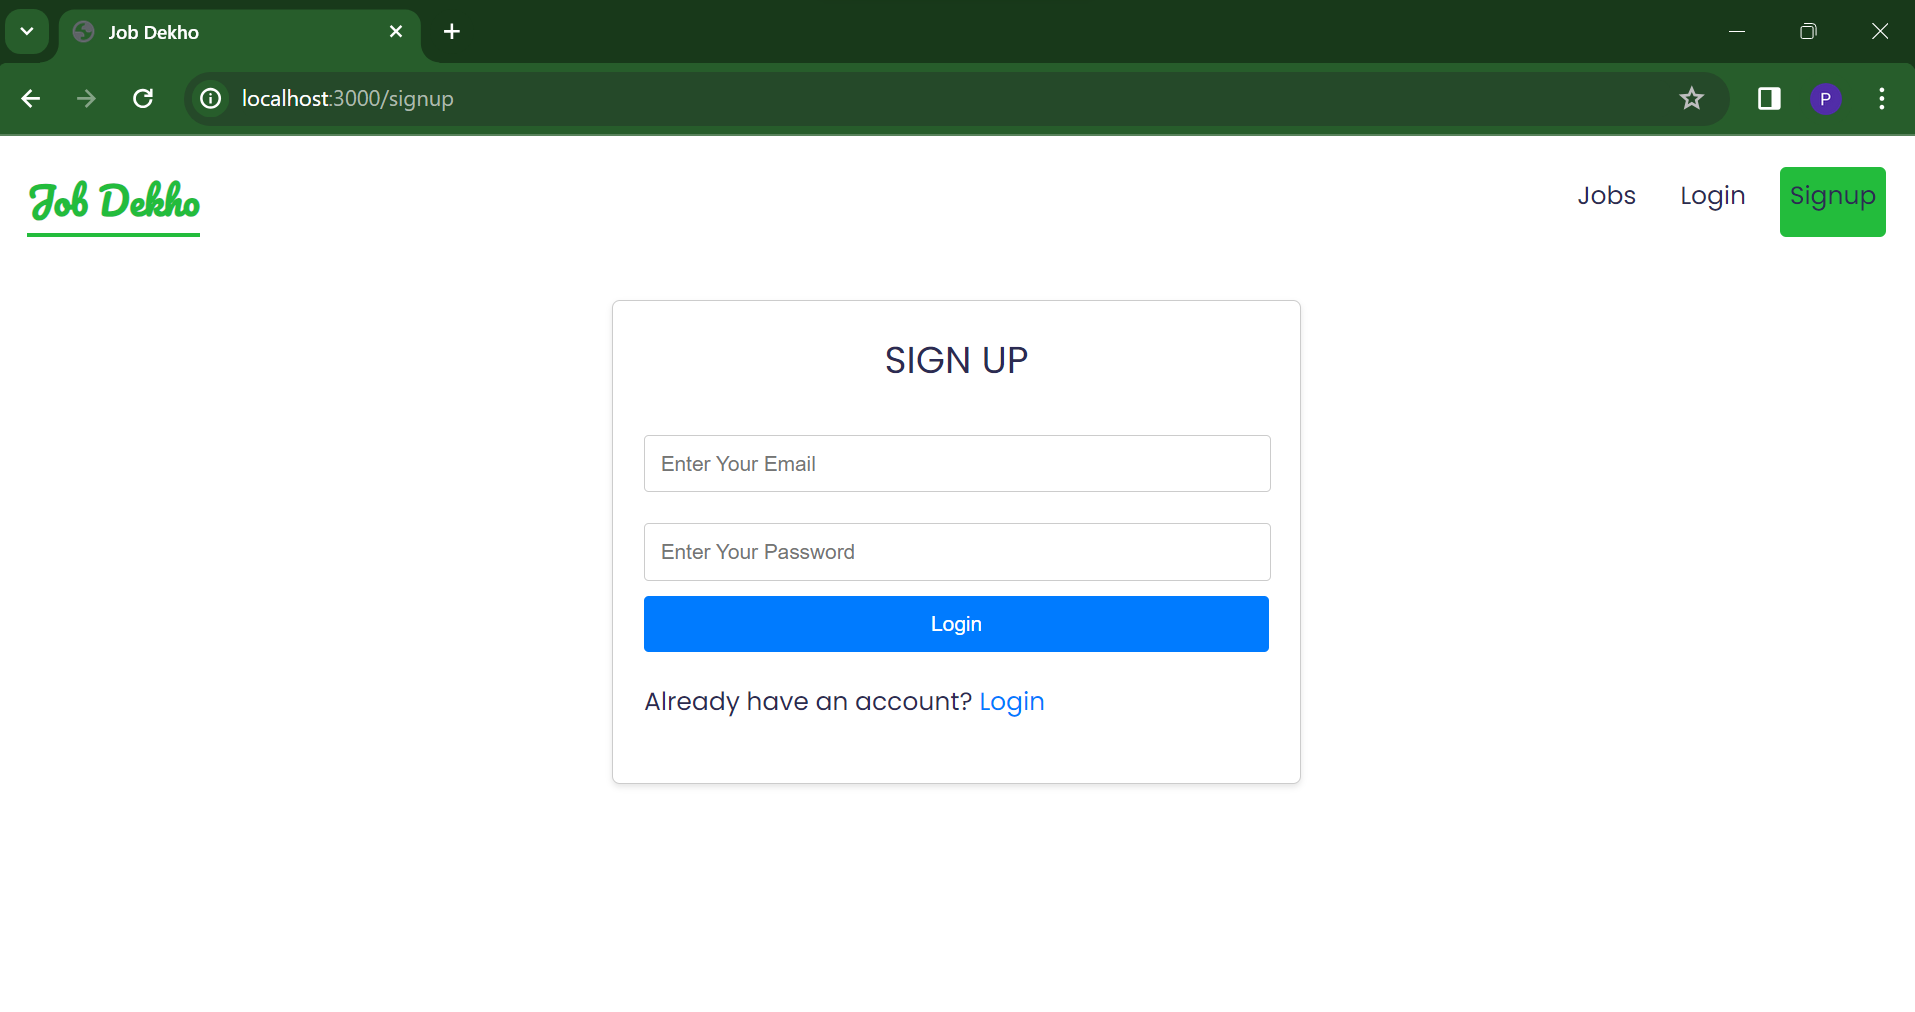 Job Dekho
localhost:3000/signup
P
Job Dekho
Jobs Login Signup
SIGN UP
Enter Your Email
Enter Your Password
Login
Already have an account? Login